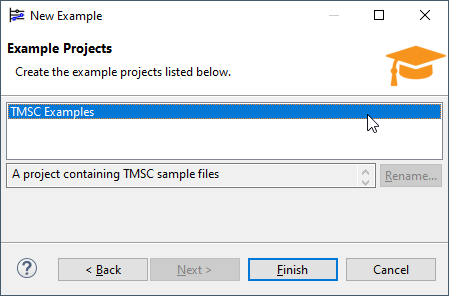 New Example
Example Projects
Create the example projects listed below.
TMSC Examples
A project containing TMSC sample files
Rename...
?
< Back
Next >
Finish
Cancel